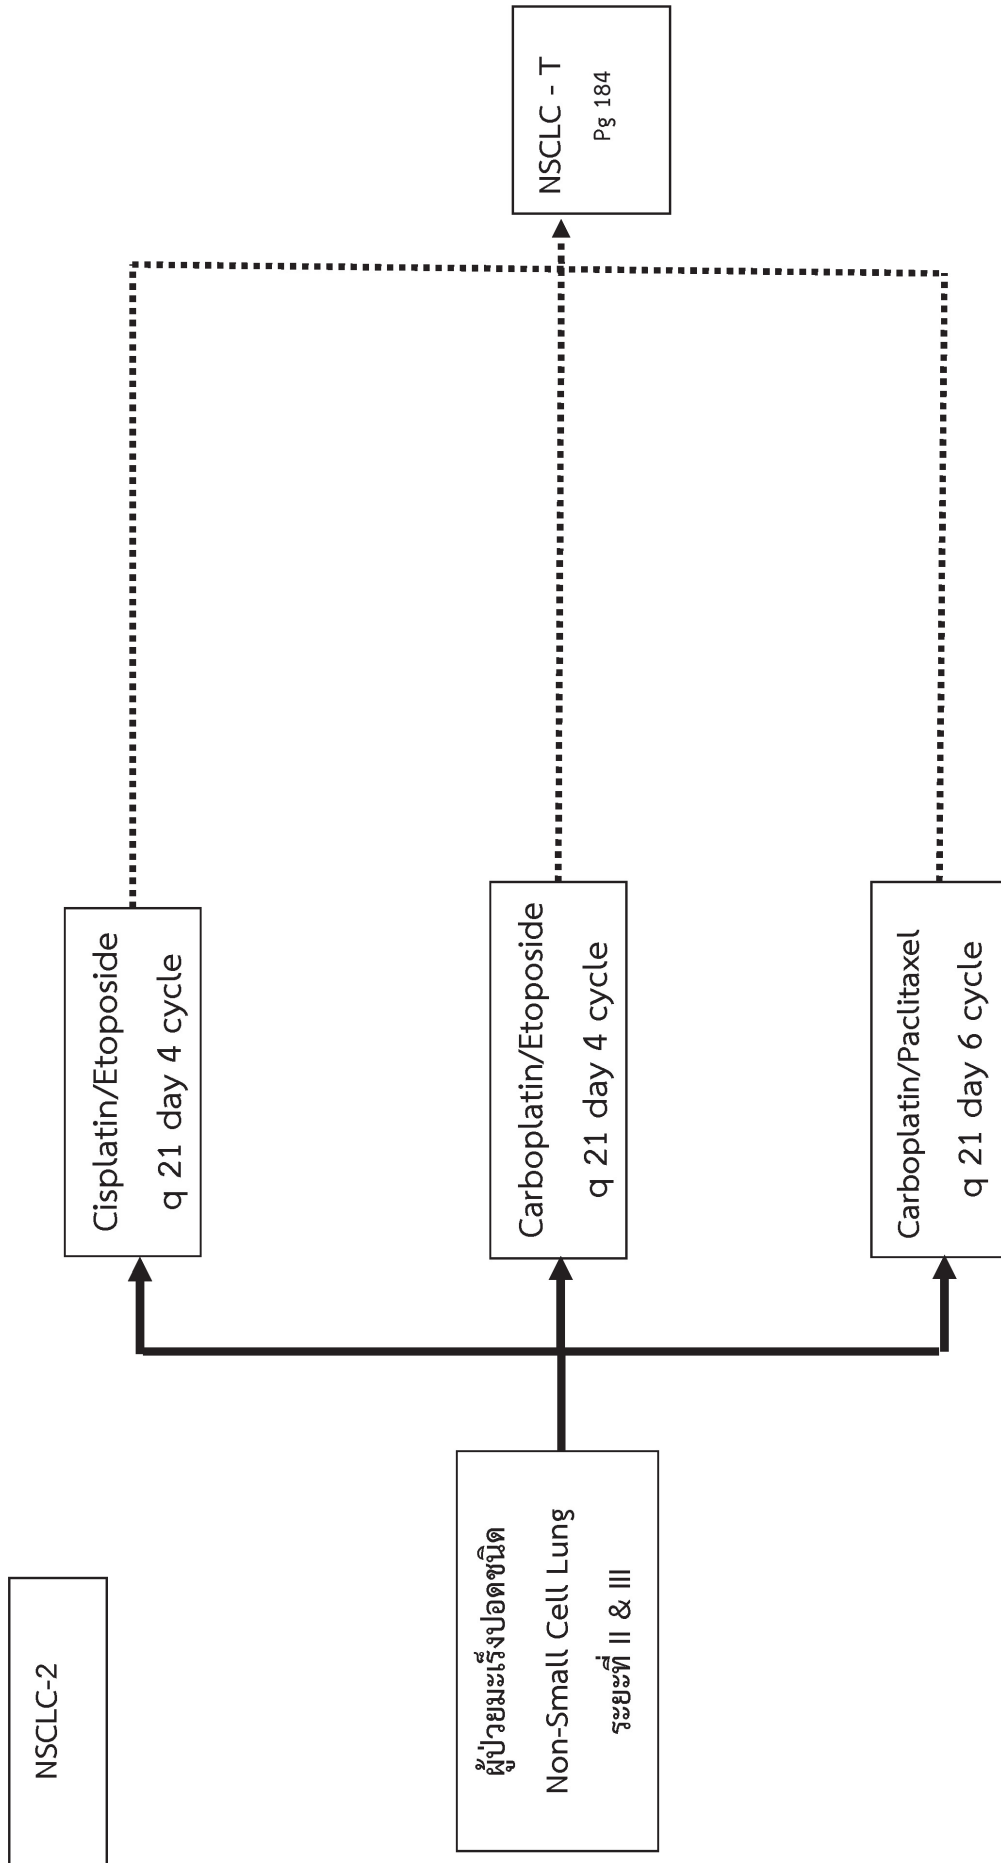 NSCLC-2
ผู้ป่วยมะเร็งปอดชนิด
Non-Small Cell Lung
ระยะที่ II & III
Cisplatin/Etoposide
q 21 day 4 cycle
Carboplatin/Etoposide
q 21 day 4 cycle
Carboplatin/Paclitaxel
q 21 day 6 cycle
NSCLC - T
Pg 184